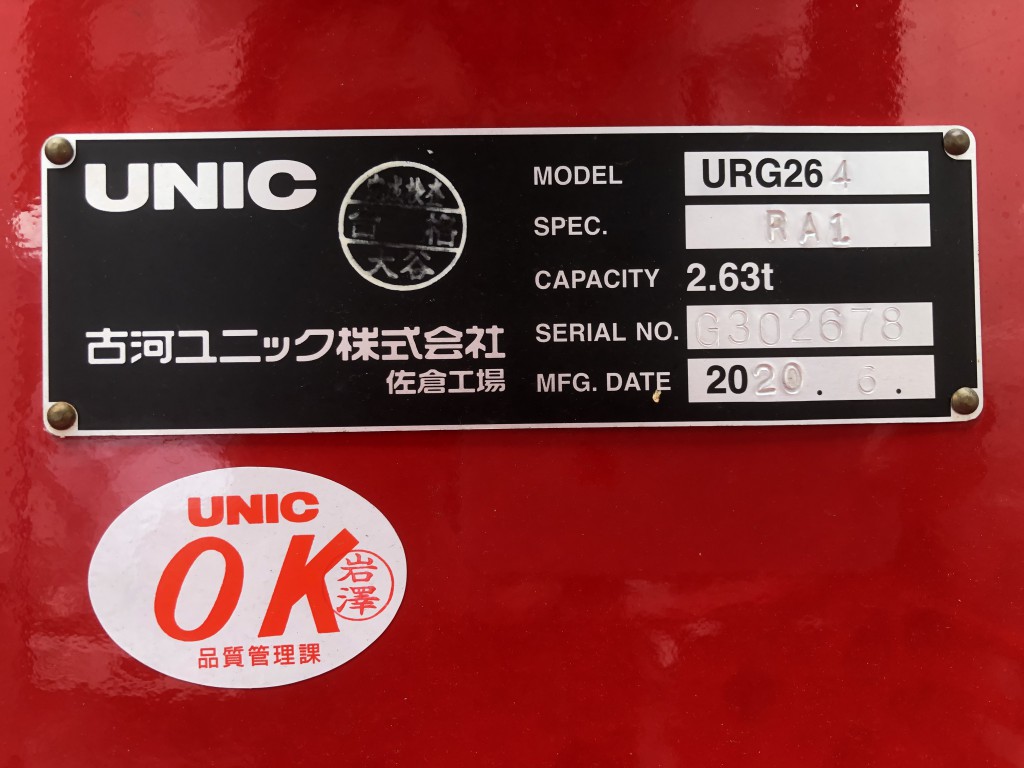 UNIC
大谷
MODEL URG264
SPEC. RA1
CAPACITY 2.63t
SERIAL NO. G302678
MFG. DATE 2020. 6.
古河ユニック株式会社
佐倉工場
UNIC
OK
岩澤
品質管理課